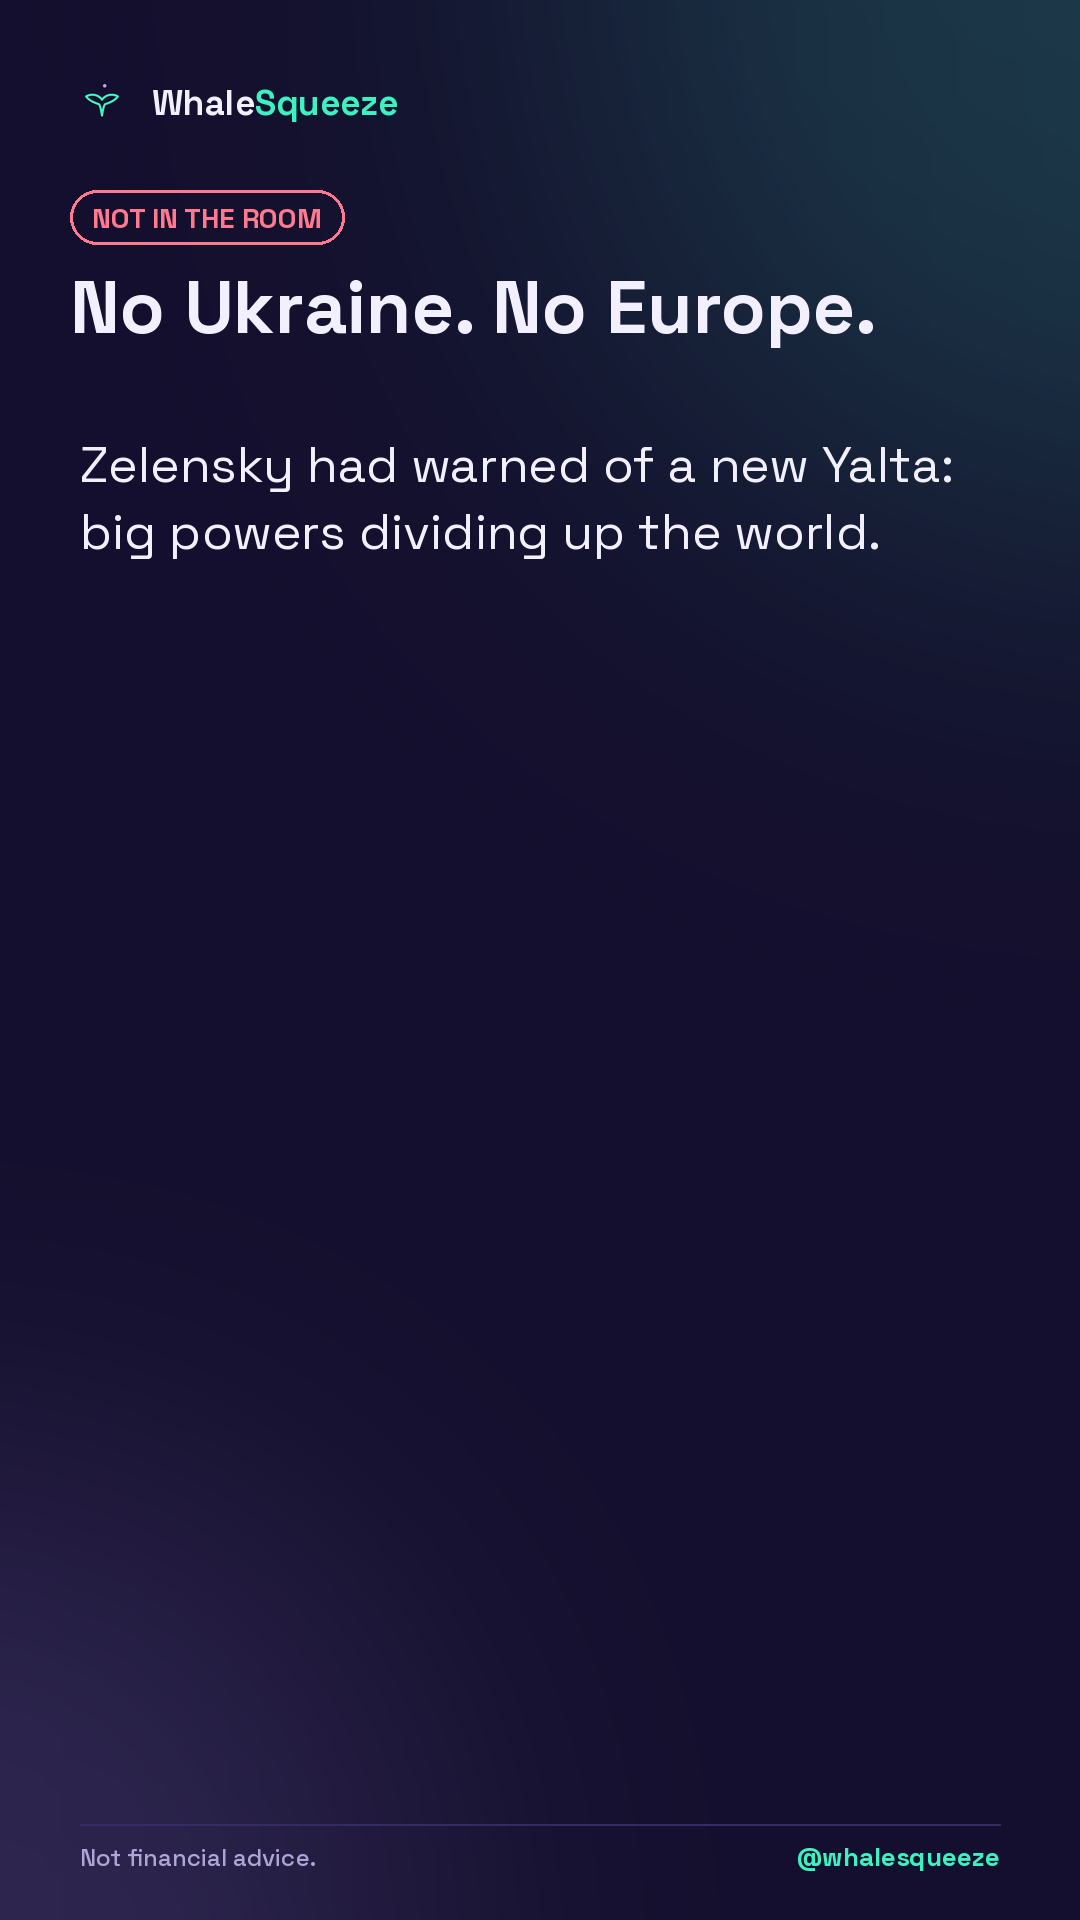 WhaleSqueeze
NOT IN THE ROOM
No Ukraine. No Europe.
Zelensky had warned of a new Yalta:
big powers dividing up the world.
Not financial advice.
@whalesqueeze